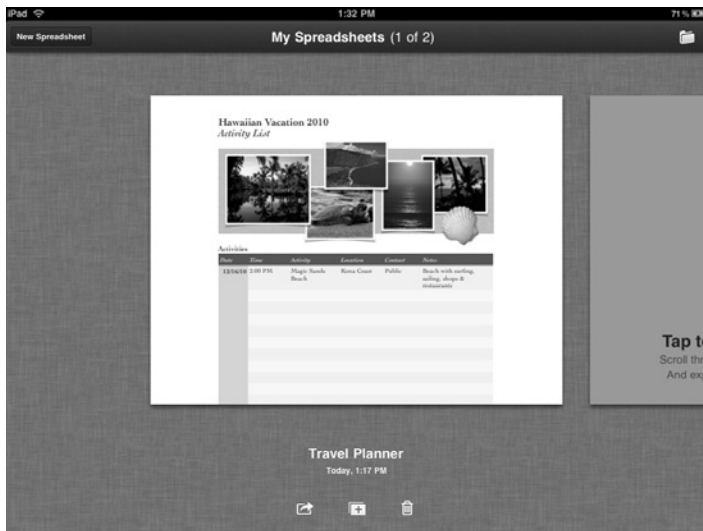 iPad 1:32 PM 71 %
New Spreadsheet My Spreadsheets (1 of 2)
Hawaiian Vacation 2010
Activity List
Activities
Date Time Activity Location Contact Notes
12/16/10 2:00 PM Magic Sands Kona Coast Public Beach with surfing,
Beach sailing, shops &
restaurants
Tap to
Scroll thr
And exp
Travel Planner
Today, 1:17 PM